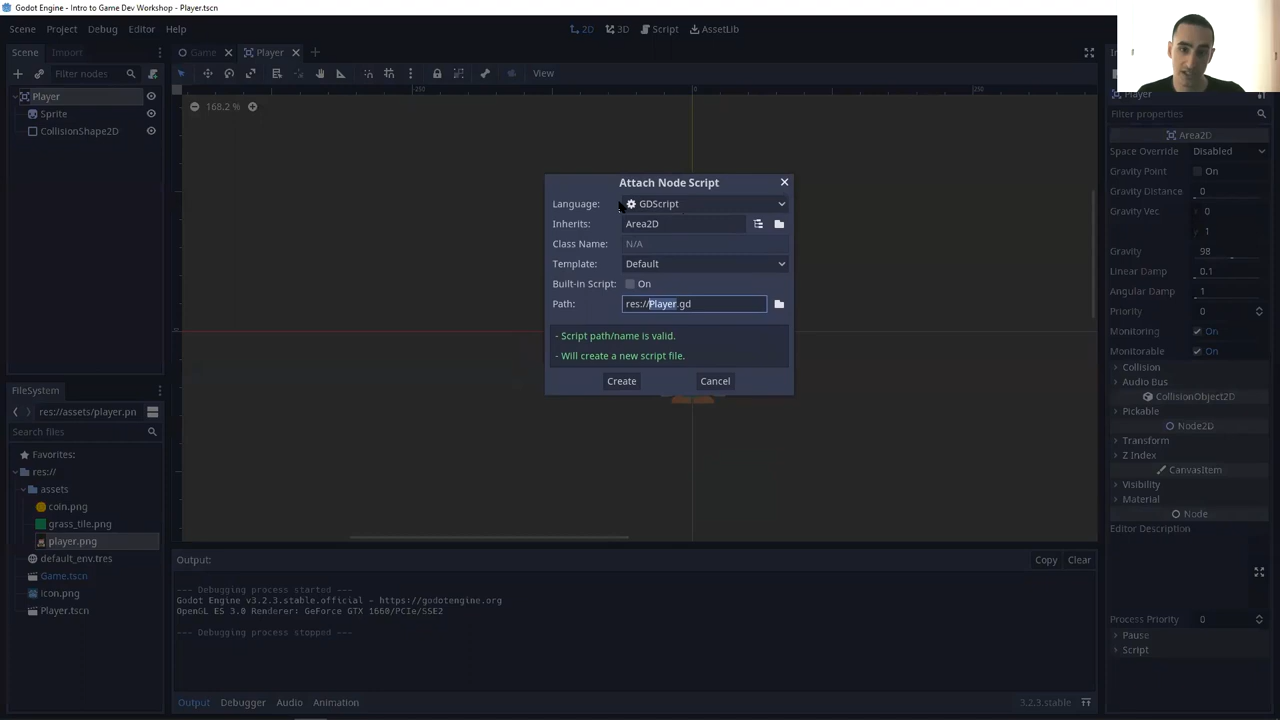 Godot Engine - Intro to Game Dev Workshop - Player.tscn
Scene Project Debug Editor Help
2D 3D Script AssetLib
Scene Import
Game Player
Filter nodes
View
Player
Sprite
CollisionShape2D
168.2 %
-250 0 250
Player
Filter properties
Area2D
Space Override Disabled
Gravity Point On
Gravity Distance 0
Gravity Vec x 0
y 1
Gravity 98
Linear Damp 0.1
Angular Damp 1
Priority 0
Monitoring On
Monitorable On
Collision
Audio Bus
CollisionObject2D
Pickable
Node2D
Transform
Z Index
CanvasItem
Visibility
Material
Node
Editor Description
Process Priority 0
Pause
Script
Attach Node Script
Language: GDScript
Inherits: Area2D
Class Name: N/A
Template: Default
Built-in Script: On
Path: res://Player.gd
- Script path/name is valid.
- Will create a new script file.
Create Cancel
FileSystem
res://assets/player.pn
Search files
Favorites:
res://
assets
coin.png
grass_tile.png
player.png
default_env.tres
Game.tscn
icon.png
Player.tscn
Output:
Copy Clear
--- Debugging process started ---
Godot Engine v3.2.3.stable.official - https://godotengine.org
OpenGL ES 3.0 Renderer: GeForce GTX 1660/PCIe/SSE2
--- Debugging process stopped ---
Output Debugger Audio Animation
3.2.3.stable